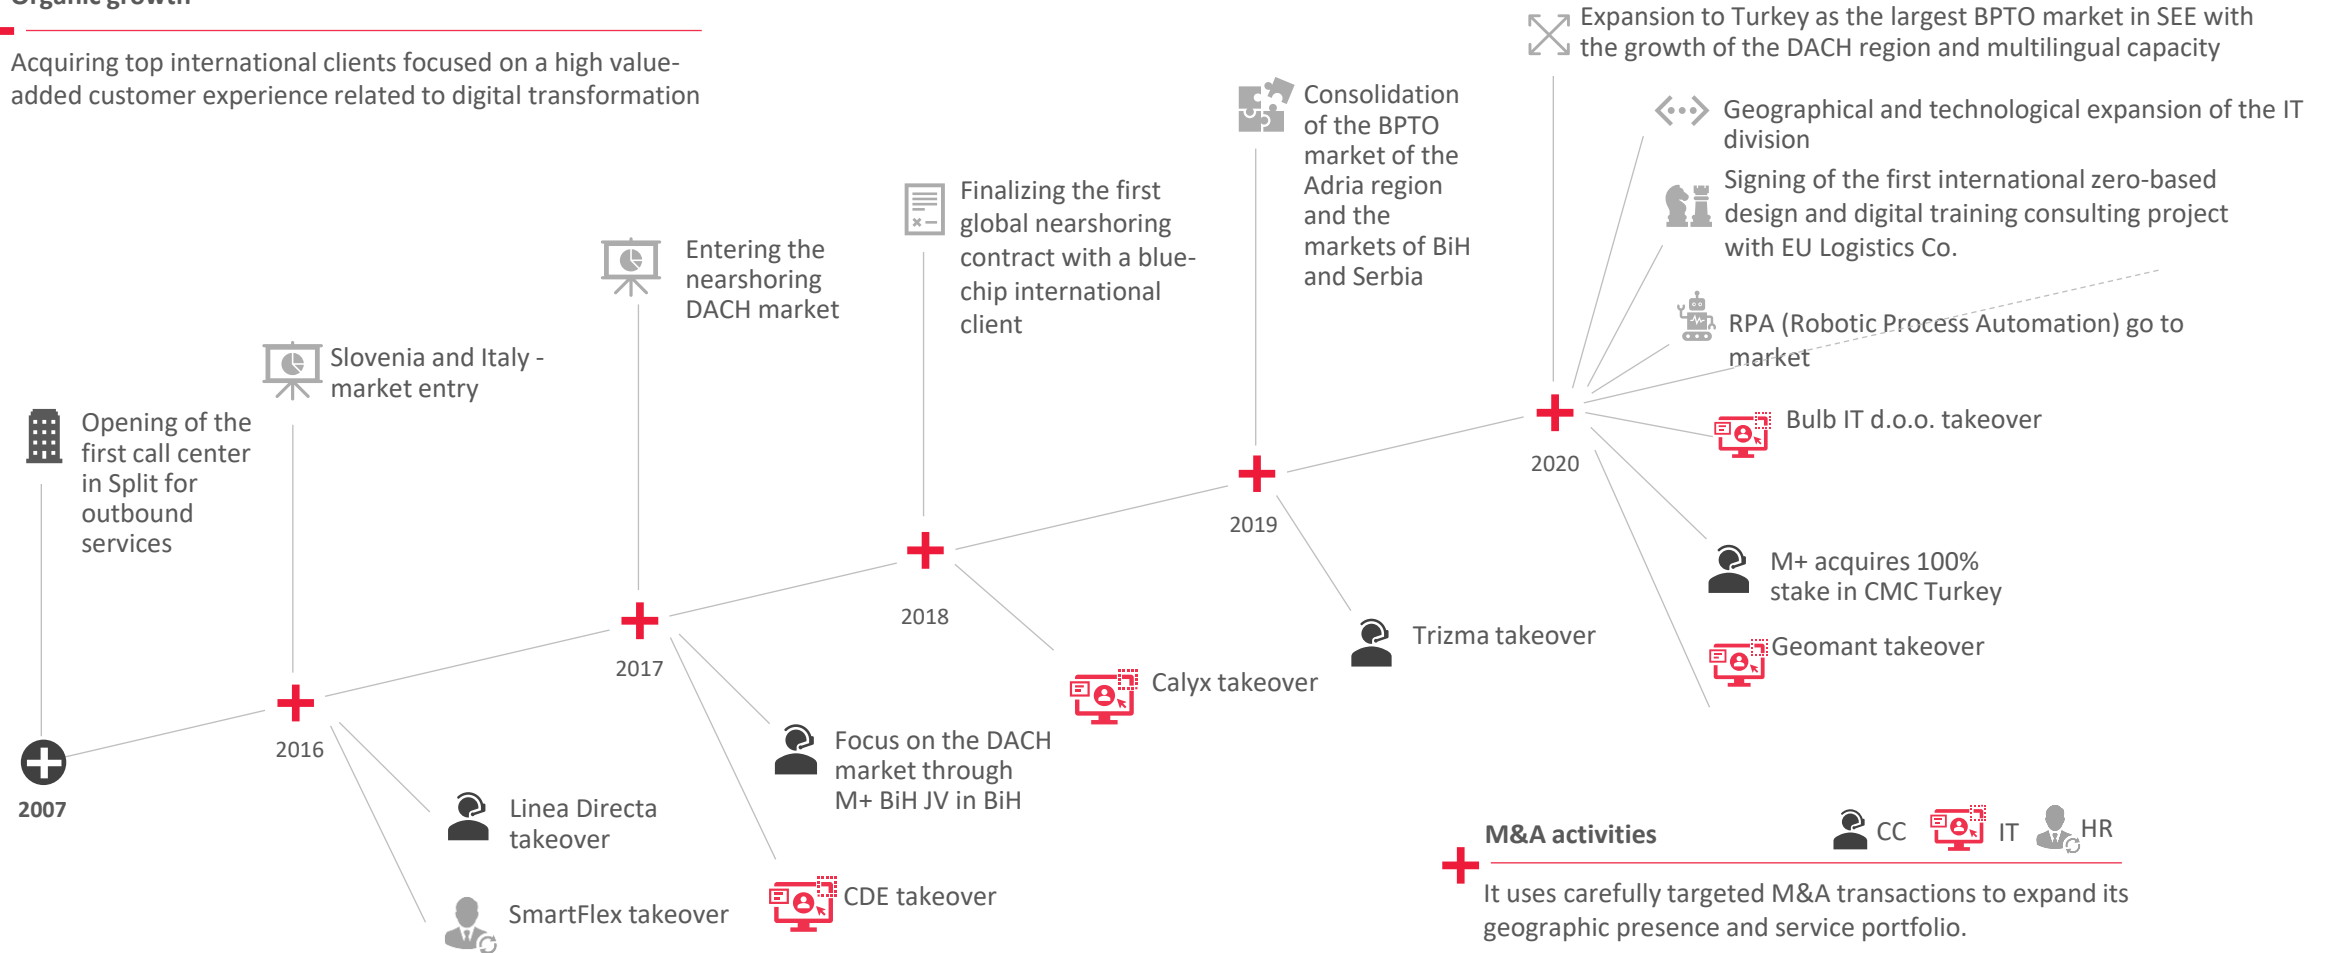 Organic growth
Acquiring top international clients focused on a high value-
added customer experience related to digital transformation
Expansion to Turkey as the largest BPTO market in SEE with
the growth of the DACH region and multilingual capacity
Geographical and technological expansion of the IT
division
Signing of the first international zero-based
design and digital training consulting project
with EU Logistics Co.
RPA (Robotic Process Automation) go to
market
Consolidation
of the BPTO
market of the
Adria region
and the
markets of BiH
and Serbia
Finalizing the first
global nearshoring
contract with a blue-
chip international
client
Entering the
nearshoring
DACH market
Slovenia and Italy -
market entry
Opening of the
first call center
in Split for
outbound
services
2007
2016
2017
2018
2019
2020
Linea Directa
takeover
SmartFlex takeover
Focus on the DACH
market through
M+ BiH JV in BiH
CDE takeover
Calyx takeover
Trizma takeover
Bulb IT d.o.o. takeover
M+ acquires 100%
stake in CMC Turkey
Geomant takeover
M&A activities
CC
IT
HR
It uses carefully targeted M&A transactions to expand its
geographic presence and service portfolio.